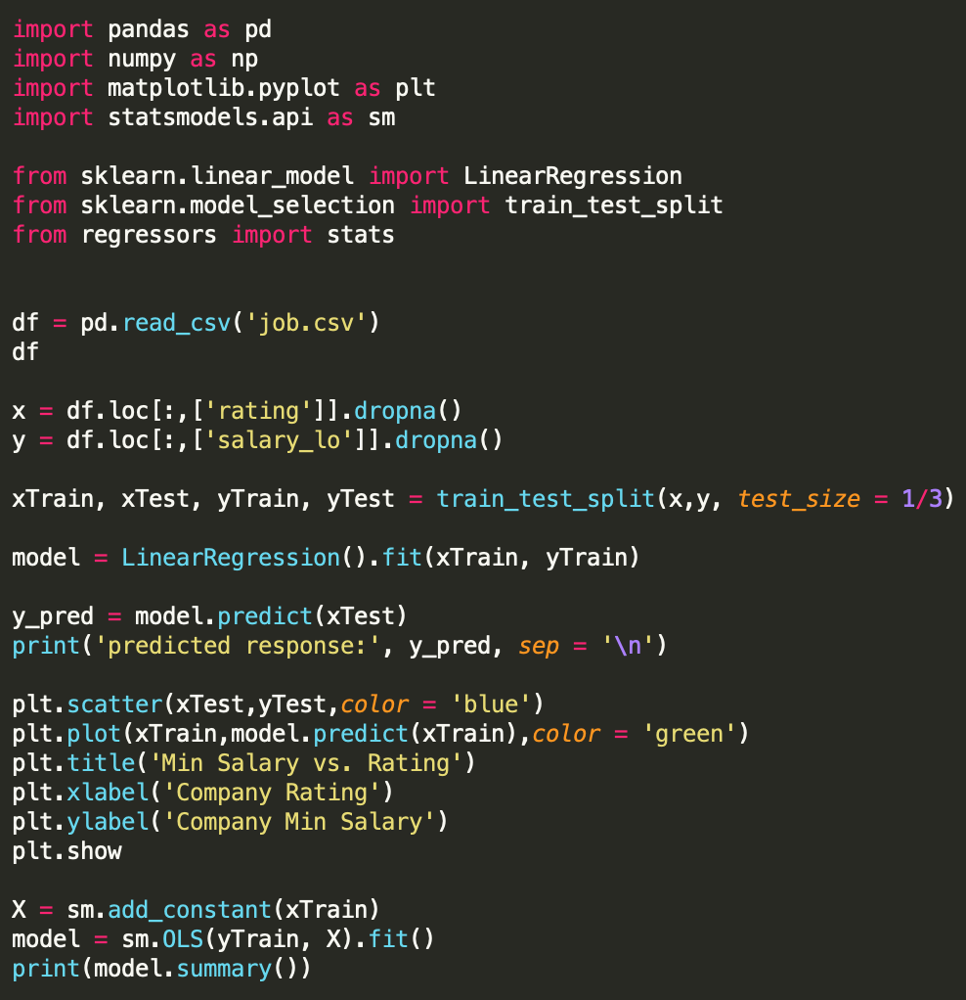 import pandas as pd
import numpy as np
import matplotlib.pyplot as plt
import statsmodels.api as sm
from sklearn.linear_model import LinearRegression
from sklearn.model_selection import train_test_split
from regressors import stats
df = pd.read_csv('job.csv')
df
x = df.loc[:,['rating']].dropna()
y = df.loc[:,['salary_lo']].dropna()
xTrain, xTest, yTrain, yTest = train_test_split(x,y, test_size = 1/3)
model = LinearRegression().fit(xTrain, yTrain)
y_pred = model.predict(xTest)
print('predicted response:', y_pred, sep = '\n')
plt.scatter(xTest,yTest,color = 'blue')
plt.plot(xTrain,model.predict(xTrain),color = 'green')
plt.title('Min Salary vs. Rating')
plt.xlabel('Company Rating')
plt.ylabel('Company Min Salary')
plt.show
X = sm.add_constant(xTrain)
model = sm.OLS(yTrain, X).fit()
print(model.summary())